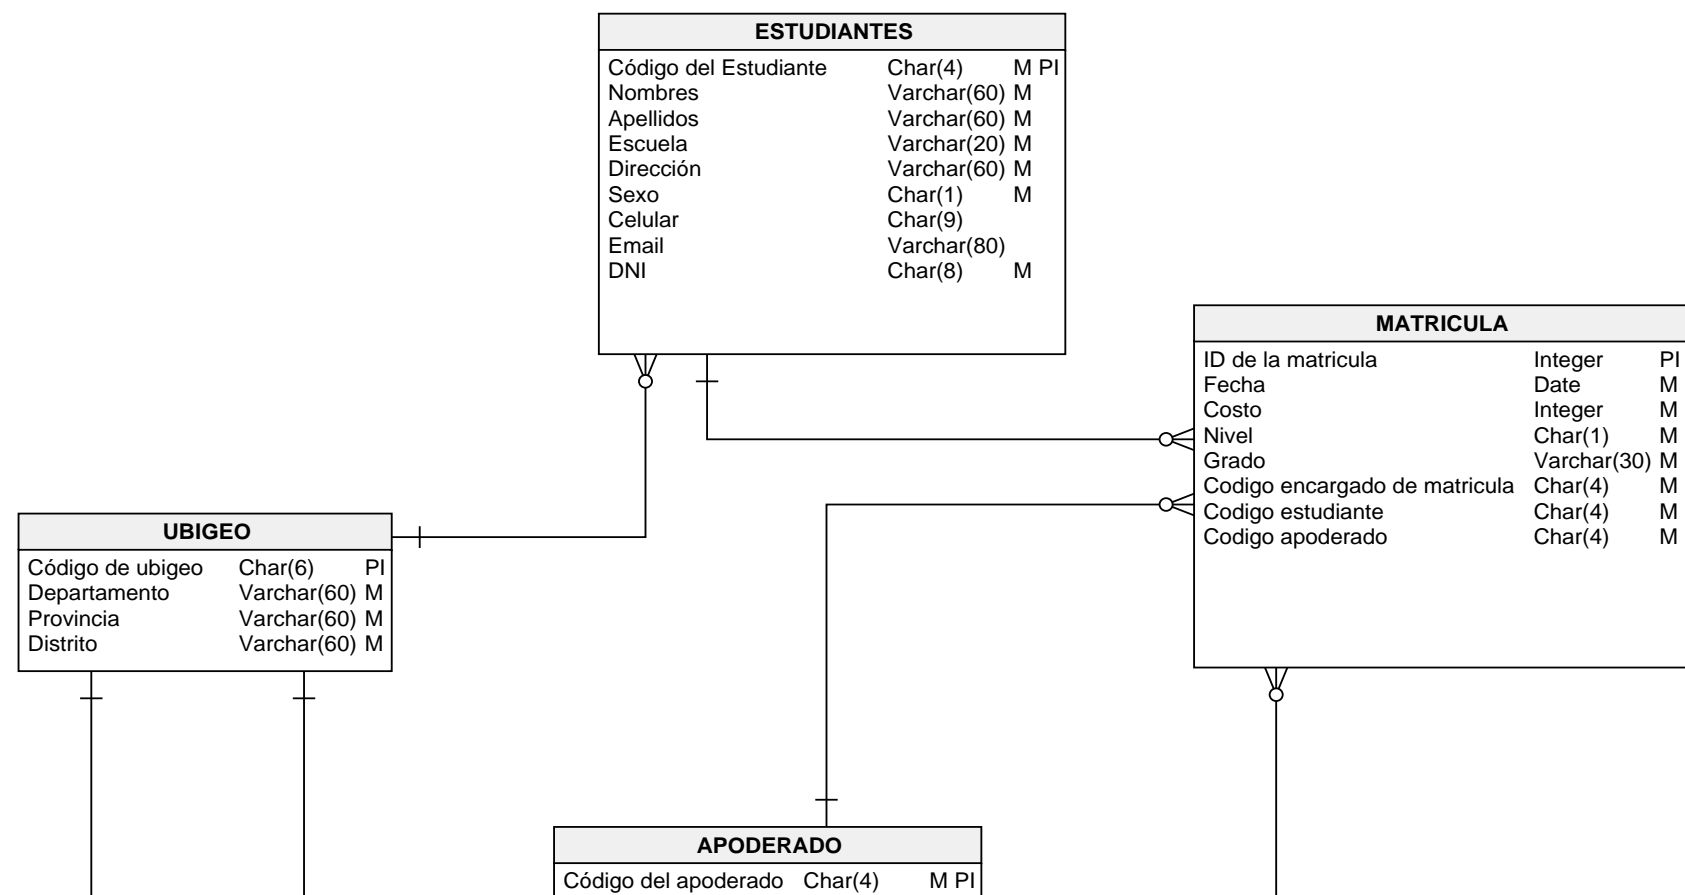 ESTUDIANTES
Código del Estudiante Char(4) M PI
Nombres Varchar(60) M
Apellidos Varchar(60) M
Escuela Varchar(20) M
Dirección Varchar(60) M
Sexo Char(1) M
Celular Char(9)
Email Varchar(80)
DNI Char(8) M
MATRICULA
ID de la matricula Integer PI
Fecha Date M
Costo Integer M
Nivel Char(1) M
Grado Varchar(30) M
Codigo encargado de matricula Char(4) M
Codigo estudiante Char(4) M
Codigo apoderado Char(4) M
UBIGEO
Código de ubigeo Char(6) PI
Departamento Varchar(60) M
Provincia Varchar(60) M
Distrito Varchar(60) M
APODERADO
Código del apoderado Char(4) M PI